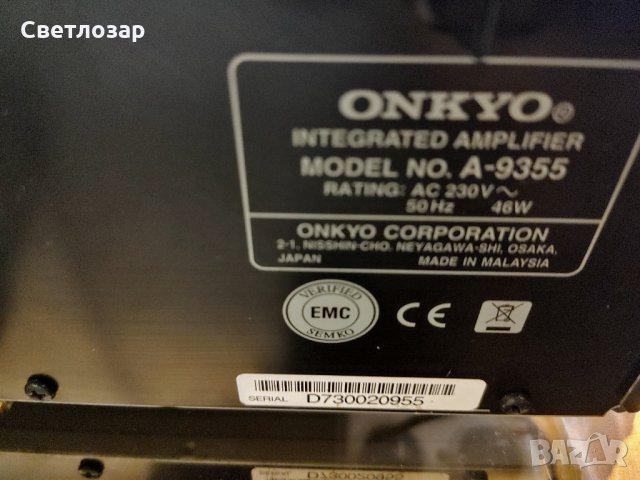 Светлозар
ONKYO®
INTEGRATED AMPLIFIER
MODEL NO. A-9355
RATING: AC 230V ~
50 Hz 46W
ONKYO CORPORATION
2-1, NISSHIN-CHO, NEYAGAWA-SHI, OSAKA,
JAPAN MADE IN MALAYSIA
VERIFIED
EMC
SEMKO
CE
SERIAL D730020955
BAZAR